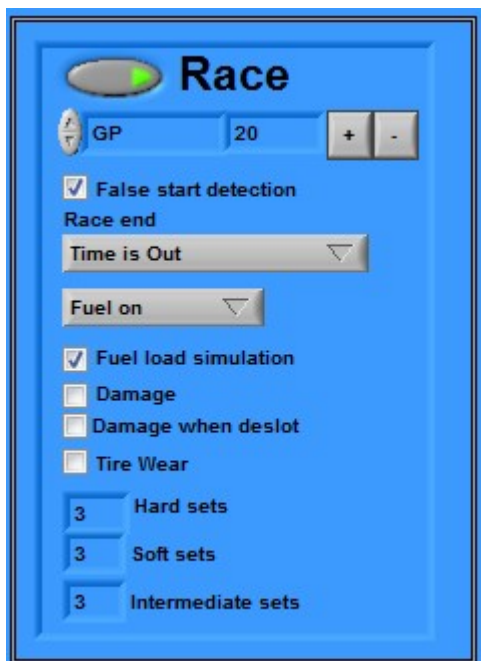 Race
GP 20 + -
False start detection
Race end
Time is Out
Fuel on
Fuel load simulation
Damage
Damage when deslot
Tire Wear
3 Hard sets
3 Soft sets
3 Intermediate sets